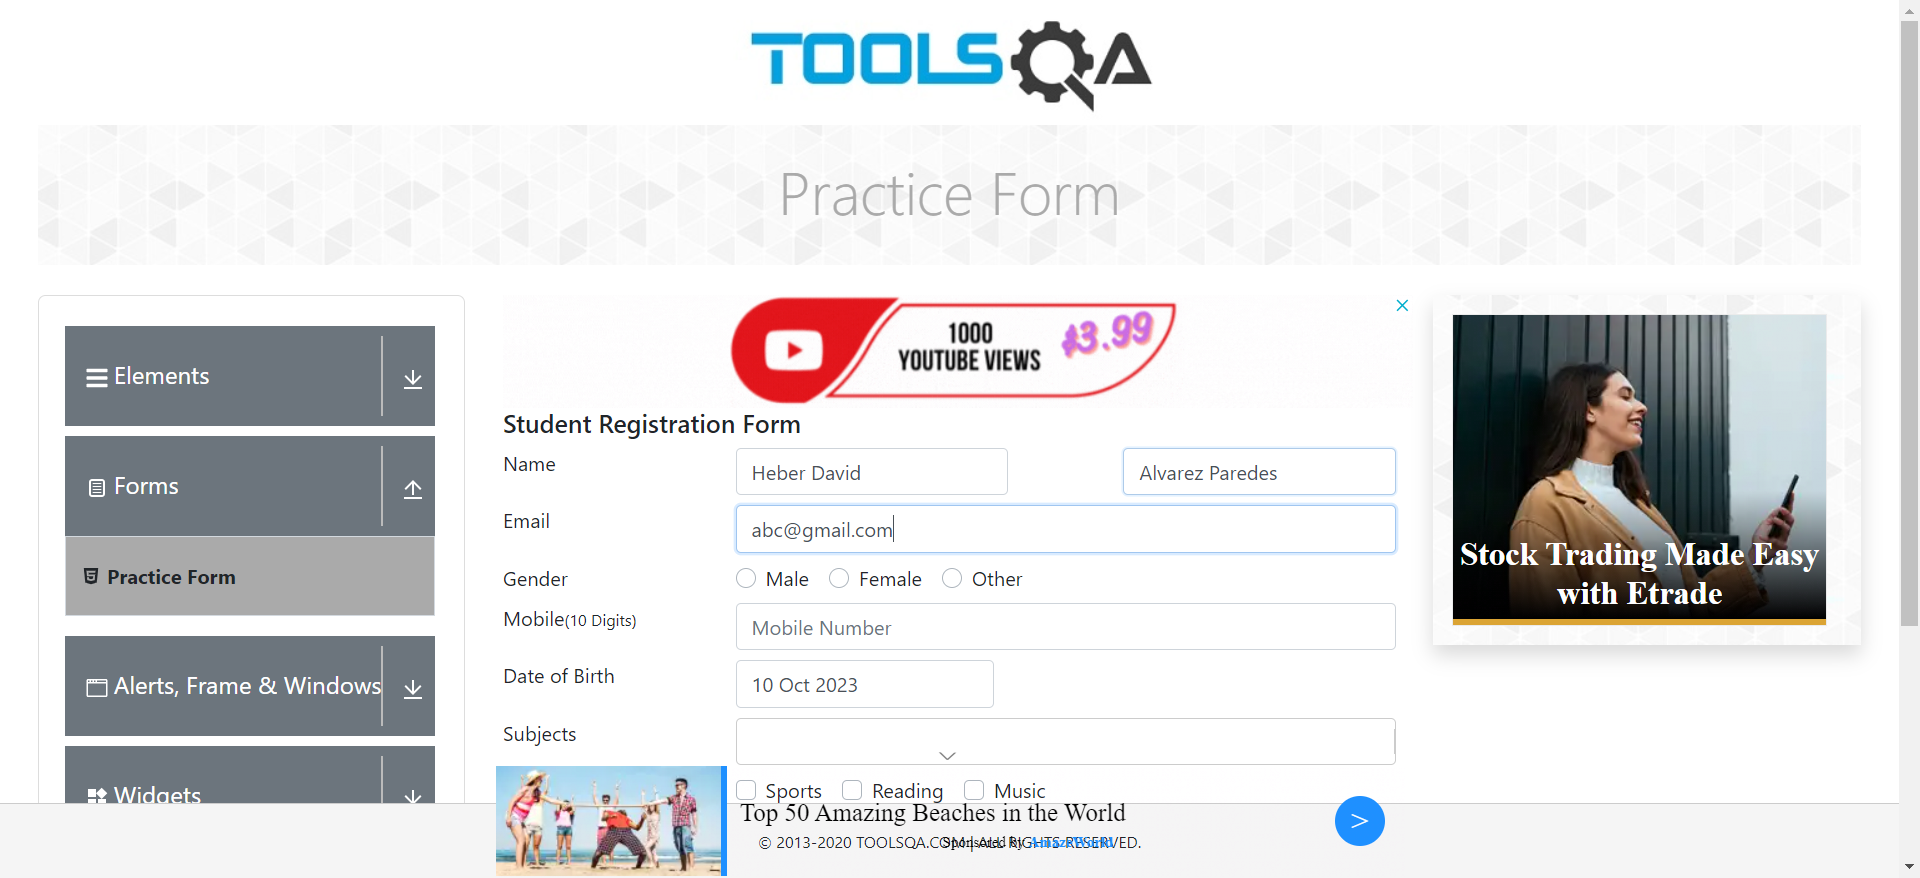 TOOLSQA
Practice Form
Elements
Forms
Practice Form
Alerts, Frame & Windows
Widgets
1000
YOUTUBE VIEWS
$3.99
Student Registration Form
Name
Heber David
Alvarez Paredes
Email
abc@gmail.com
Gender
Male
Female
Other
Mobile(10 Digits)
Mobile Number
Date of Birth
10 Oct 2023
Subjects
Sports
Reading
Music
Stock Trading Made Easy
with Etrade
Top 50 Amazing Beaches in the World
© 2013-2020 TOOLSQA.COM | ALL RIGHTS RESERVED.
Sponsored By